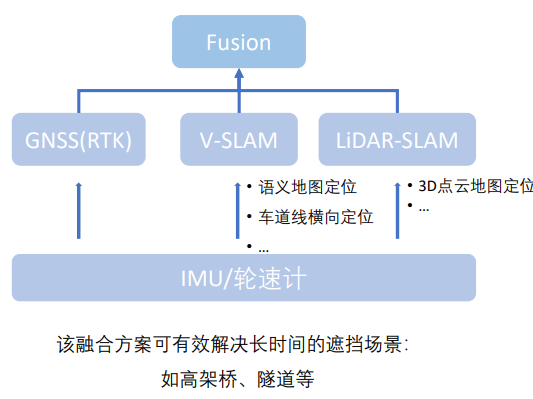 Fusion
GNSS(RTK)
V-SLAM
LiDAR-SLAM
• 语义地图定位
• 车道线横向定位
• ...
• 3D点云地图定位
• ...
IMU/轮速计
该融合方案可有效解决长时间的遮挡场景：
如高架桥、隧道等